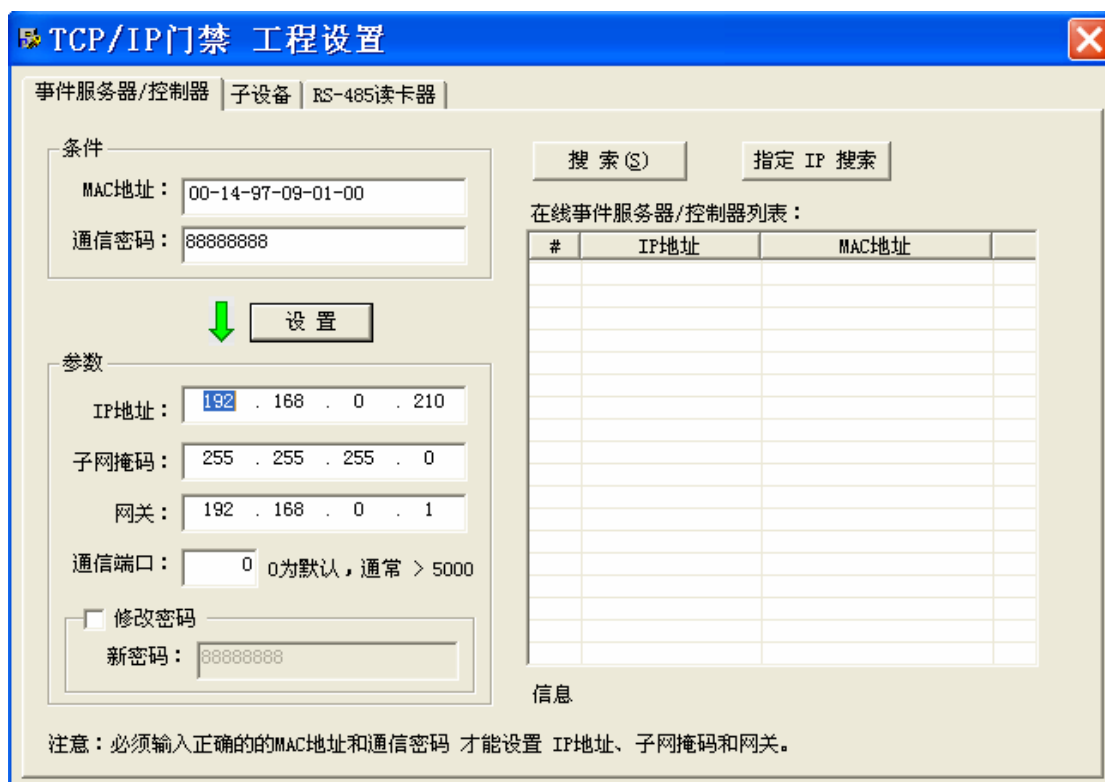 TCP/IP门禁 工程设置
事件服务器/控制器 子设备 RS-485读卡器
条件
MAC地址： 00-14-97-09-01-00
通信密码： 88888888
设 置
参数
IP地址： 192 . 168 . 0 . 210
子网掩码： 255 . 255 . 255 . 0
网关： 192 . 168 . 0 . 1
通信端口： 0 0为默认，通常 > 5000
修改密码
新密码： 88888888
搜 索(S) 指定 IP 搜索
在线事件服务器/控制器列表：
# IP地址 MAC地址
信息
注意：必须输入正确的的MAC地址和通信密码 才能设置 IP地址、子网掩码和网关。